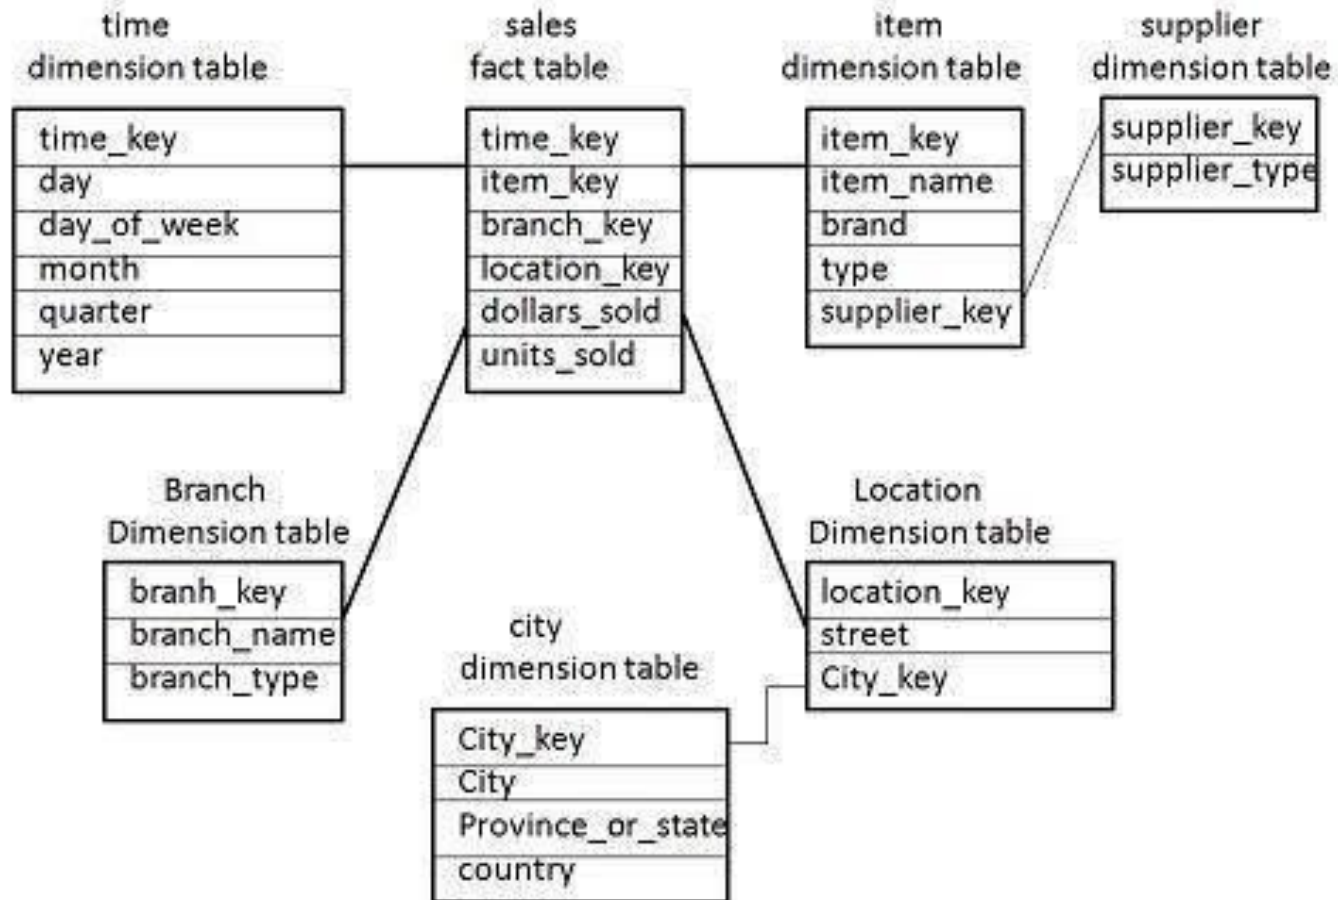 time
dimension table
time_key
day
day_of_week
month
quarter
year
sales
fact table
time_key
item_key
branch_key
location_key
dollars_sold
units_sold
item
dimension table
item_key
item_name
brand
type
supplier_key
supplier
dimension table
supplier_key
supplier_type
Branch
Dimension table
branh_key
branch_name
branch_type
city
dimension table
City_key
City
Province_or_state
country
Location
Dimension table
location_key
street
City_key